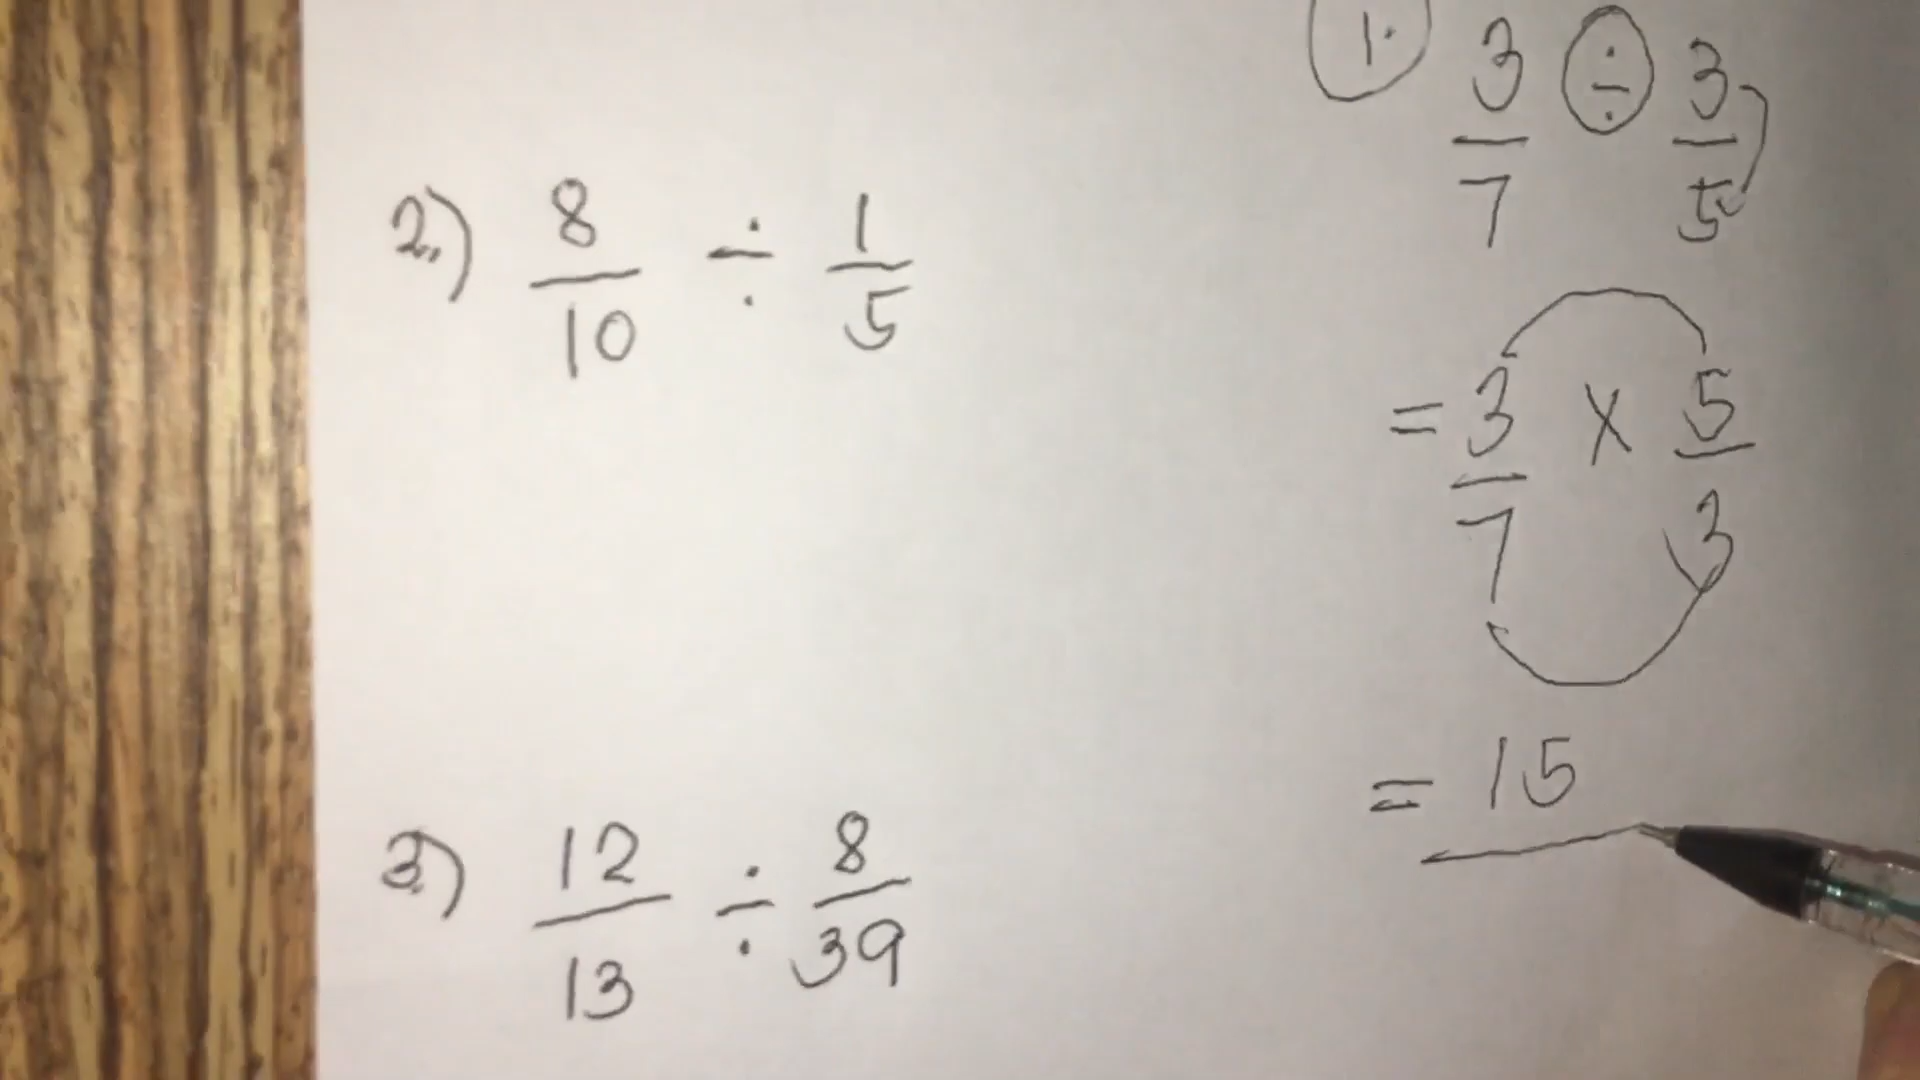 1. 3/7 ÷ 3/5
= 3/7 x 5/3
= 15
2.) 8/10 ÷ 1/5
3.) 12/13 ÷ 8/39